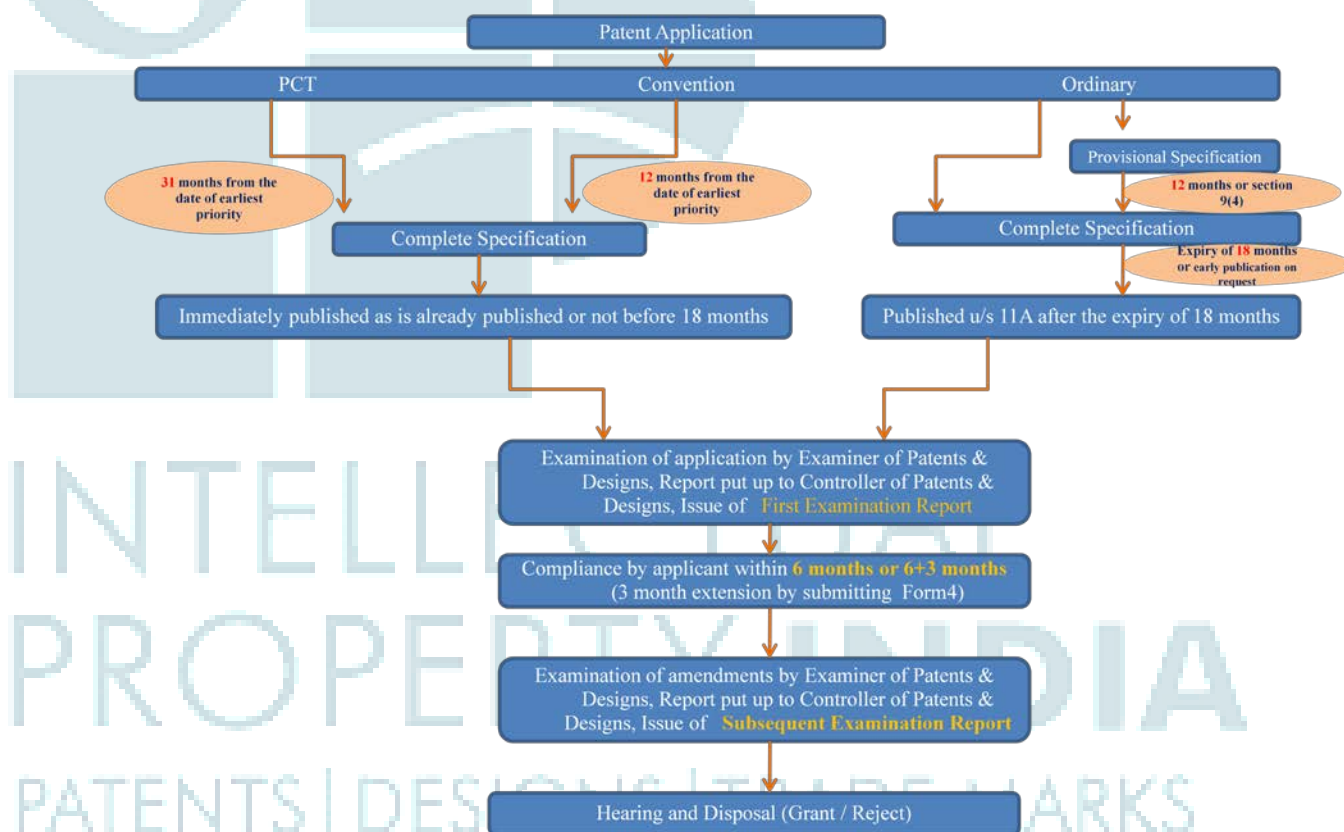 Patent Application
PCT
Convention
Ordinary
Provisional Specification
31 months from the
date of earliest
priority
12 months from the
date of earliest
priority
12 months or section
9(4)
Complete Specification
Complete Specification
Expiry of 18 months
or early publication on
request
Immediately published as is already published or not before 18 months
Published u/s 11A after the expiry of 18 months
Examination of application by Examiner of Patents &
Designs, Report put up to Controller of Patents &
Designs, Issue of First Examination Report
Compliance by applicant within 6 months or 6+3 months
(3 month extension by submitting Form4)
Examination of amendments by Examiner of Patents &
Designs, Report put up to Controller of Patents &
Designs, Issue of Subsequent Examination Report
Hearing and Disposal (Grant / Reject)
INTELLECTUAL
PROPERTY INDIA
PATENTS | DESIGNS | TRADE MARKS